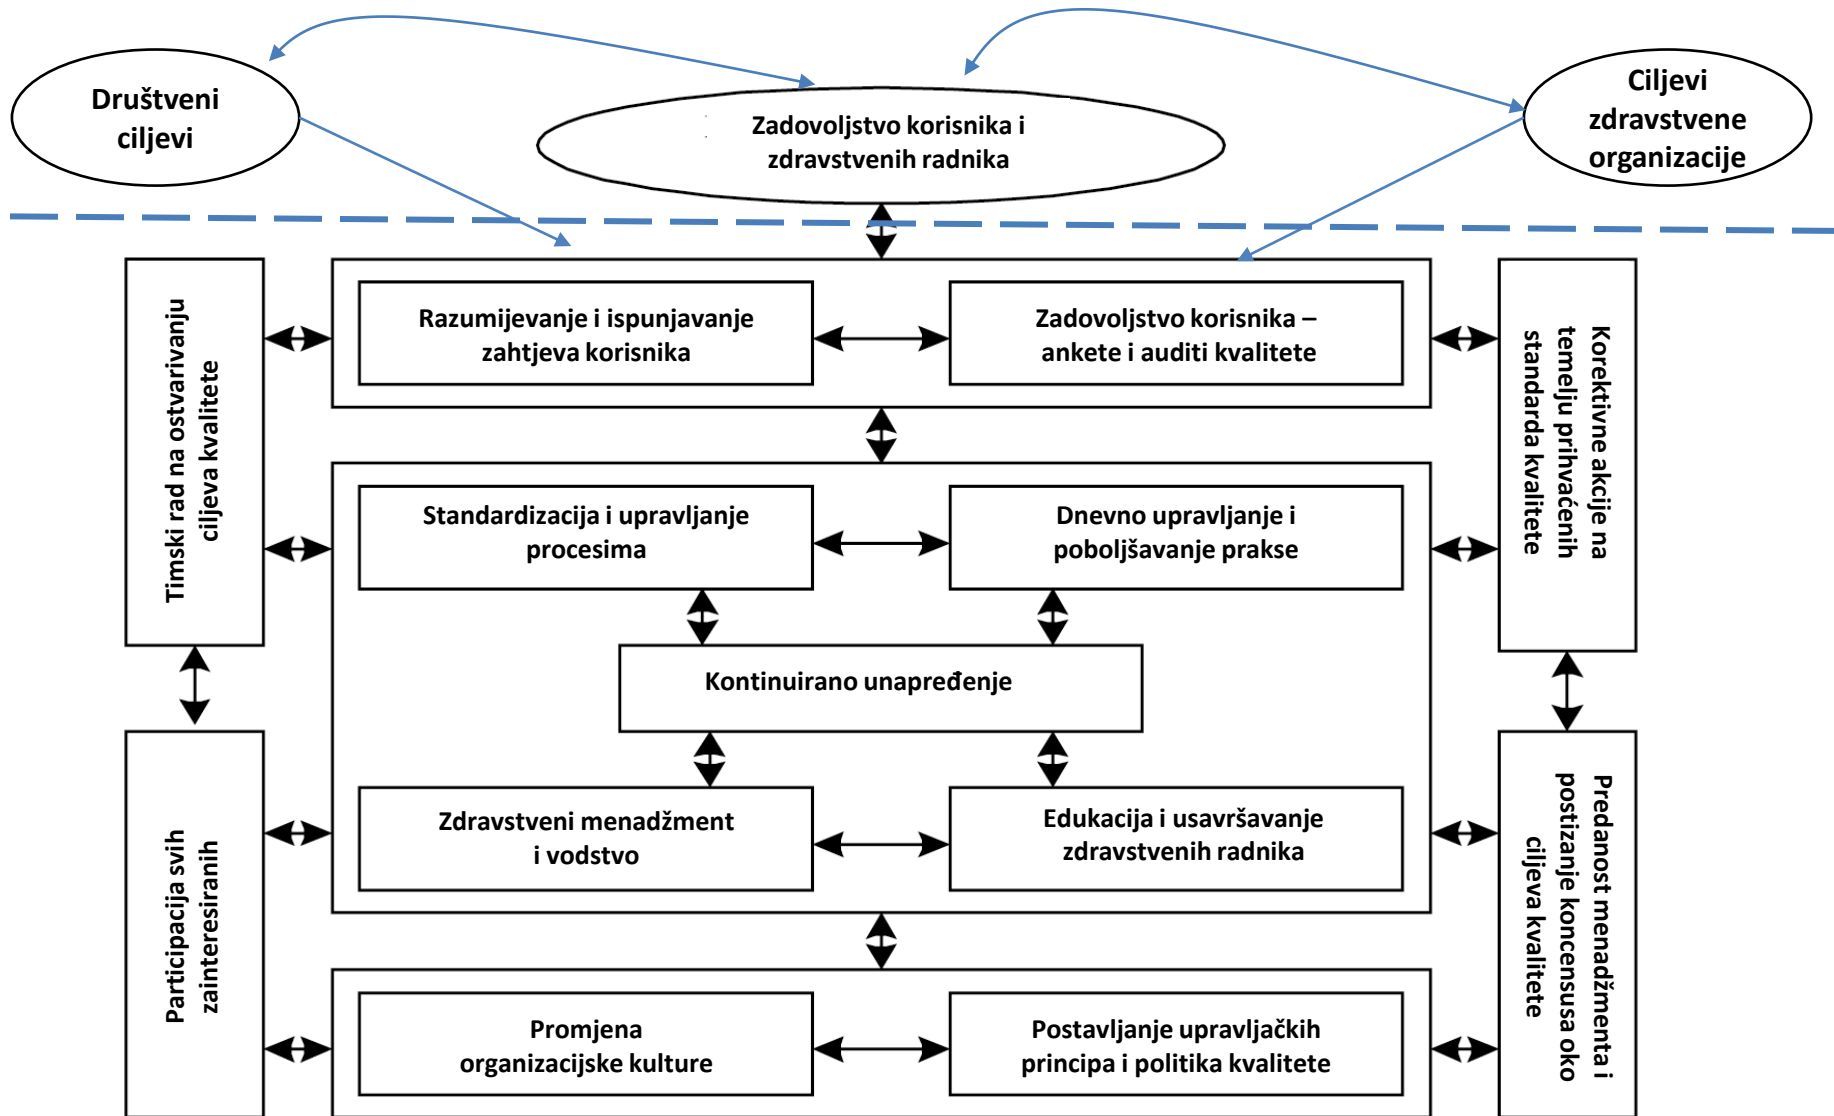 Društveni
ciljevi
Zadovoljstvo korisnika i
zdravstvenih radnika
Ciljevi
zdravstvene
organizacije
Timski rad na ostvarivanju
ciljeva kvalitete
Razumijevanje i ispunjavanje
zahtjeva korisnika
Zadovoljstvo korisnika –
ankete i auditi kvalitete
Korektivne akcije na
temelju prihvaćenih
standarda kvalitete
Standardizacija i upravljanje
procesima
Dnevno upravljanje i
poboljšavanje prakse
Kontinuirano unapređenje
Participacija svih
zainteresiranih
Zdravstveni menadžment
i vodstvo
Edukacija i usavršavanje
zdravstvenih radnika
Predanost menadžmenta i
postizanje koncensusa oko
ciljeva kvalitete
Promjena
organizacijske kulture
Postavljanje upravljačkih
principa i politika kvalitete